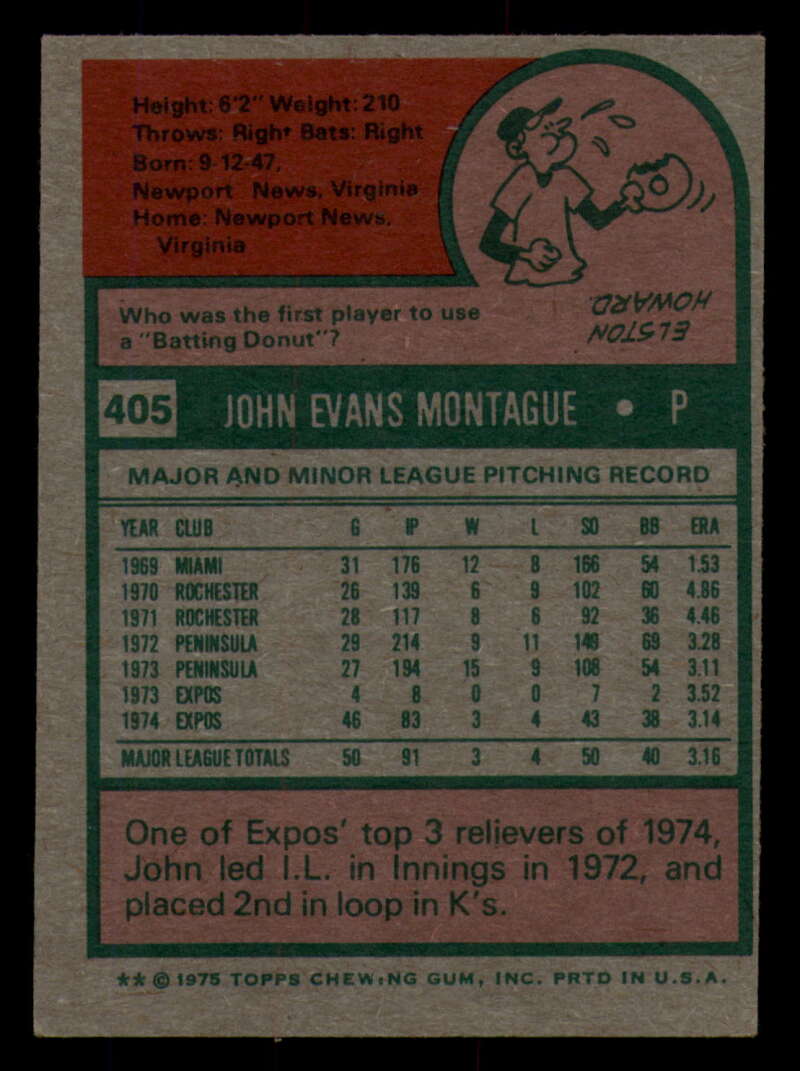 Height: 6'2" Weight: 210
Throws: Right Bats: Right
Born: 9-12-47,
Newport News, Virginia
Home: Newport News,
Virginia
Who was the first player to use
a "Batting Donut"?
ELSTON
HOWARD.
405 JOHN EVANS MONTAGUE • P
MAJOR AND MINOR LEAGUE PITCHING RECORD
YEAR CLUB G IP W L SO BB ERA
1969 MIAMI 31 176 12 8 166 54 1.53
1970 ROCHESTER 26 139 6 9 102 60 4.86
1971 ROCHESTER 28 117 8 6 92 36 4.46
1972 PENINSULA 29 214 9 11 149 69 3.28
1973 PENINSULA 27 194 15 9 108 54 3.11
1973 EXPOS 4 8 0 0 7 2 3.52
1974 EXPOS 46 83 3 4 43 38 3.14
MAJOR LEAGUE TOTALS 50 91 3 4 50 40 3.16
One of Expos' top 3 relievers of 1974,
John led I.L. in Innings in 1972, and
placed 2nd in loop in K's.
** © 1975 TOPPS CHEWING GUM, INC. PRTD IN U.S.A.